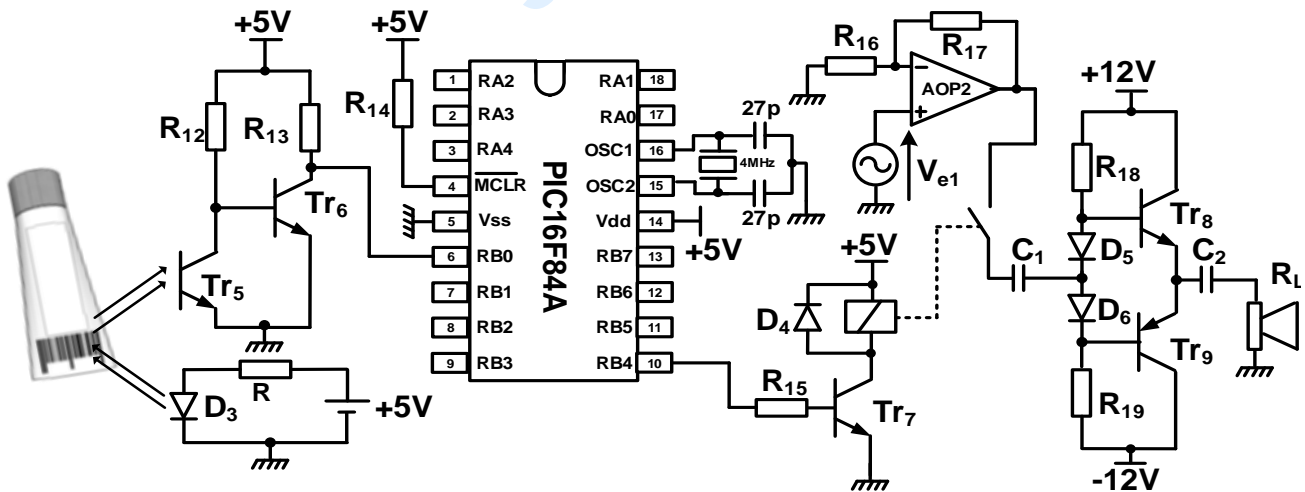 +5V
R12
R13
Tr5
Tr6
D3
R
+5V
+5V
R14
PIC16F84A
1 RA2
2 RA3
3 RA4
4 MCLR
5 Vss
6 RB0
7 RB1
8 RB2
9 RB3
RA1 18
RA0 17
OSC1 16
OSC2 15
Vdd 14
RB7 13
RB6 12
RB5 11
RB4 10
27p
4MHz
27p
+5V
R16
R17
AOP2
−
+
Ve1
+5V
D4
R15
Tr7
C1
+12V
R18
D5
D6
R19
-12V
Tr8
Tr9
C2
RL